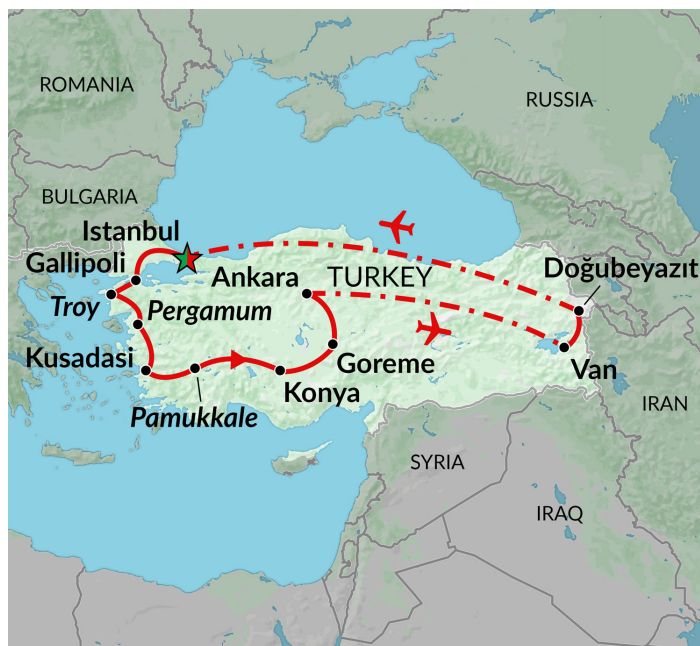 ROMANIA
RUSSIA
BULGARIA
Istanbul
Gallipoli
Ankara
TURKEY
Doğubeyazıt
Troy
Pergamum
Kusadasi
Goreme
Van
Konya
Pamukkale
IRAN
SYRIA
IRAQ